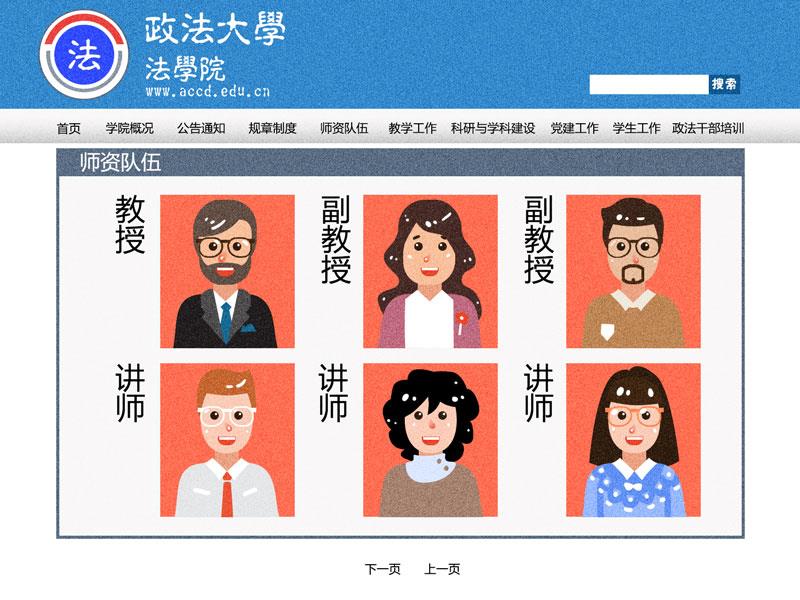 法
政法大學
法學院
www.accd.edu.cn
搜索
首页 学院概况 公告通知 规章制度 师资队伍 教学工作 科研与学科建设 党建工作 学生工作 政法干部培训
师资队伍
教授
副教授
副教授
讲师
讲师
讲师
下一页 上一页